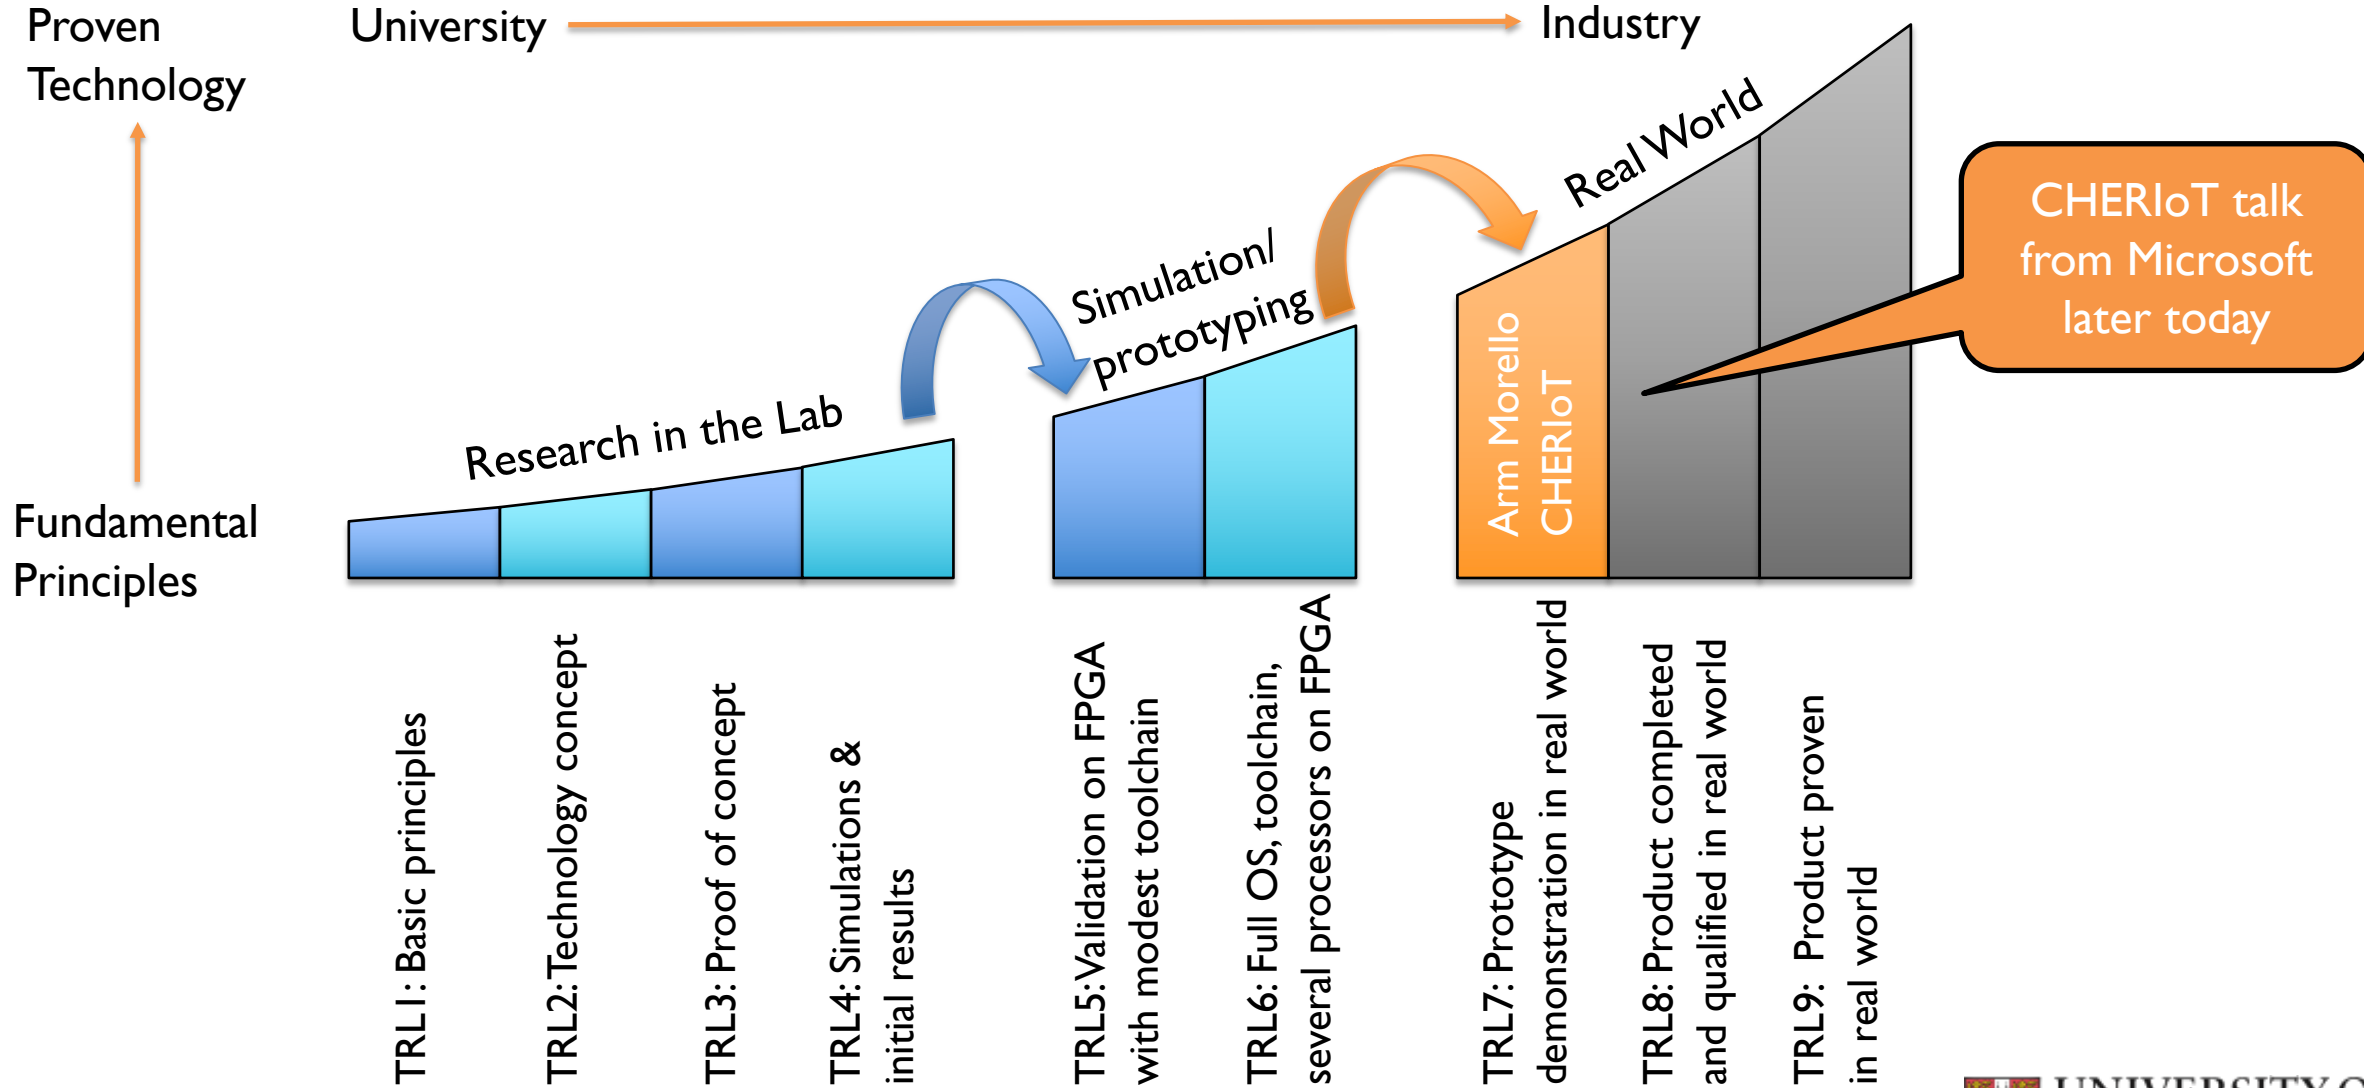 Proven
Technology
University
Industry
Fundamental
Principles
Research in the Lab
Simulation/
prototyping
Real World
Arm Morello
CHERIoT
CHERIoT talk
from Microsoft
later today
TRL1: Basic principles
TRL2: Technology concept
TRL3: Proof of concept
TRL4: Simulations &
initial results
TRL5: Validation on FPGA
with modest toolchain
TRL6: Full OS, toolchain,
several processors on FPGA
TRL7: Prototype
demonstration in real world
TRL8: Product completed
and qualified in real world
TRL9: Product proven
in real world